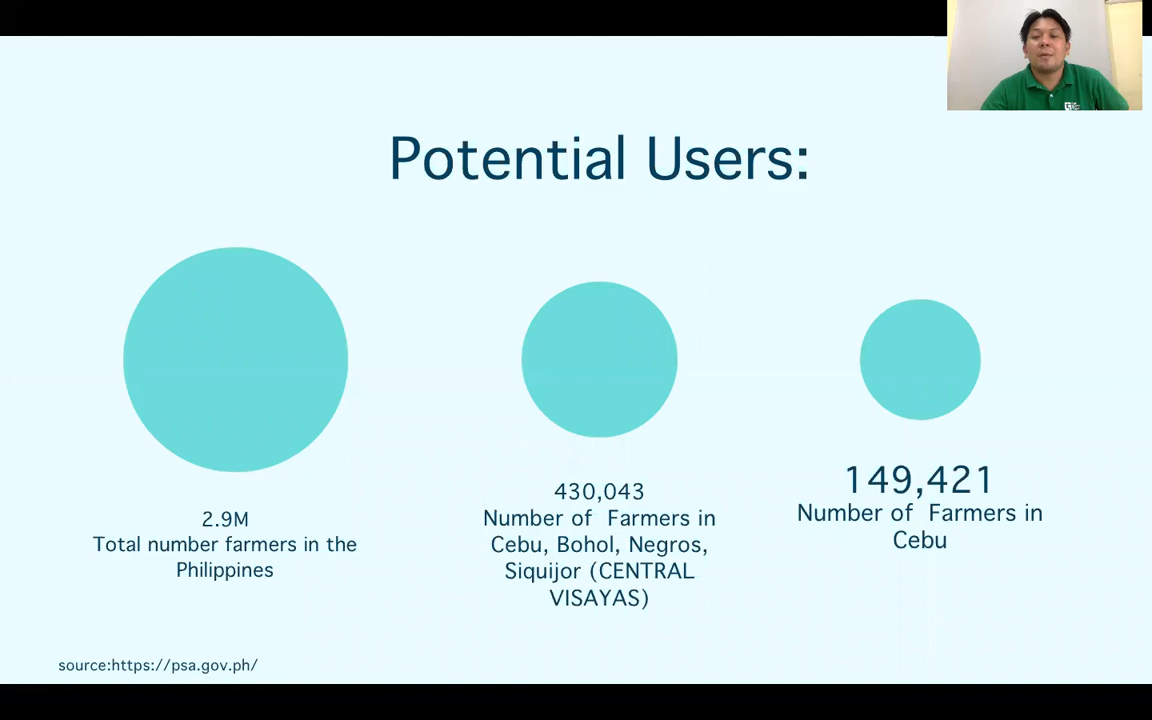 Potential Users:
2.9M
Total number farmers in the
Philippines
430,043
Number of  Farmers in
Cebu, Bohol, Negros,
Siquijor (CENTRAL
VISAYAS)
149,421
Number of  Farmers in
Cebu
source:https://psa.gov.ph/